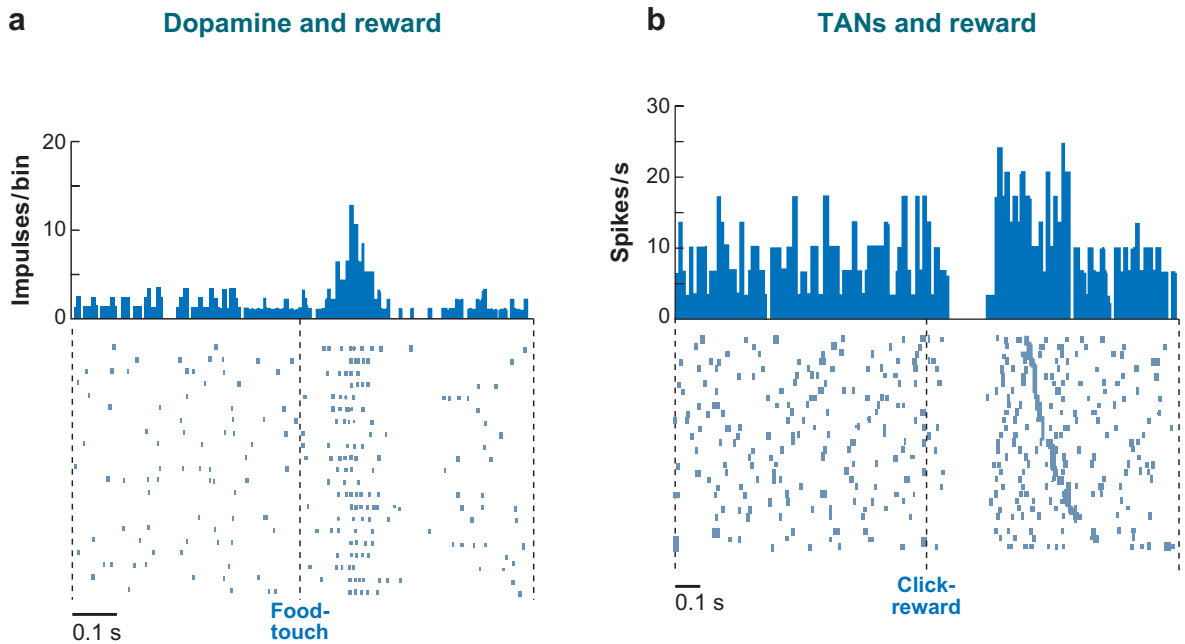 a
Dopamine and reward
Impulses/bin
20
10
0
0.1 s
Food-
touch
b
TANs and reward
Spikes/s
30
20
10
0
0.1 s
Click-
reward